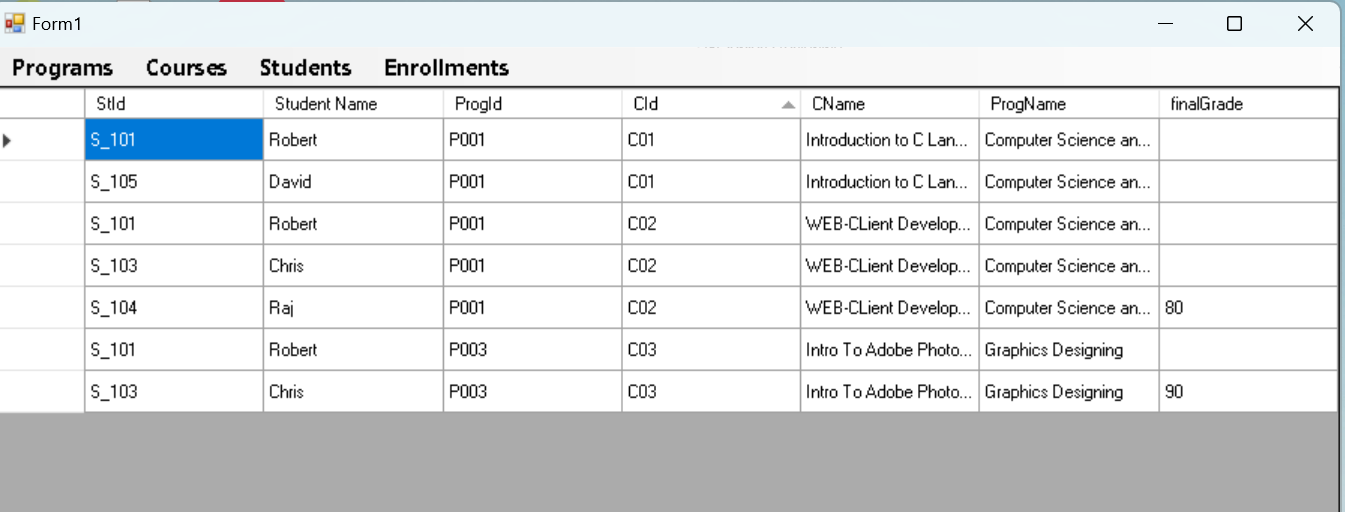 Form1
Programs Courses Students Enrollments
StId Student Name ProgId CId CName ProgName finalGrade
S_101 Robert P001 C01 Introduction to C Lan... Computer Science an...
S_105 David P001 C01 Introduction to C Lan... Computer Science an...
S_101 Robert P001 C02 WEB-CLient Develop... Computer Science an...
S_103 Chris P001 C02 WEB-CLient Develop... Computer Science an...
S_104 Raj P001 C02 WEB-CLient Develop... Computer Science an... 80
S_101 Robert P003 C03 Intro To Adobe Photo... Graphics Designing
S_103 Chris P003 C03 Intro To Adobe Photo... Graphics Designing 90